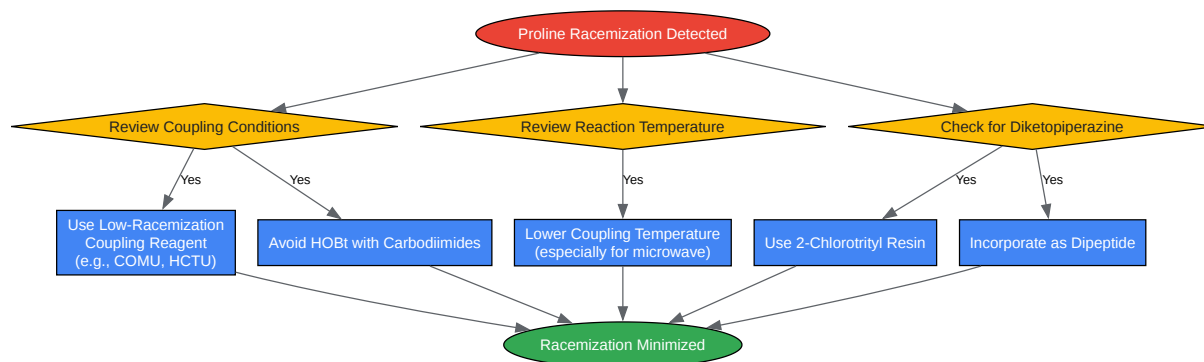 Proline Racemization Detected
Review Coupling Conditions
Review Reaction Temperature
Check for Diketopiperazine
Yes
Yes
Yes
Yes
Yes
Use Low-Racemization
Coupling Reagent
(e.g., COMU, HCTU)
Avoid HOBt with Carbodiimides
Lower Coupling Temperature
(especially for microwave)
Use 2-Chlorotrityl Resin
Incorporate as Dipeptide
Racemization Minimized